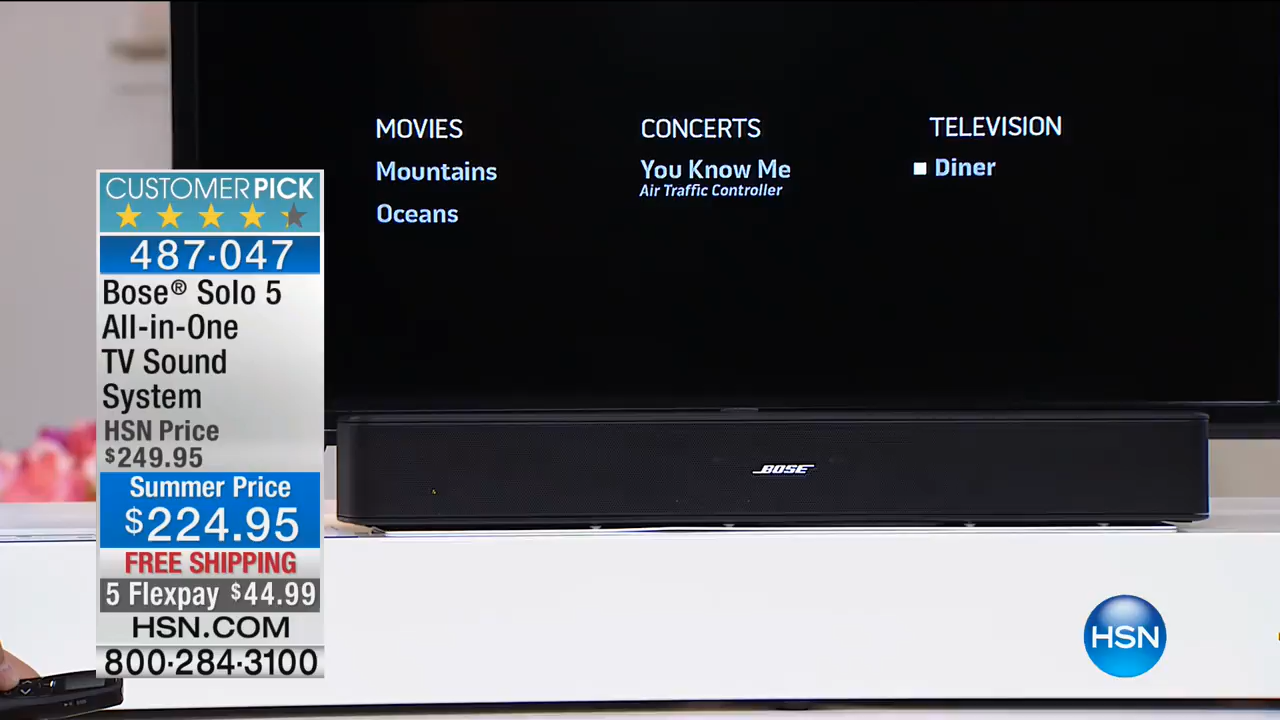 MOVIES
Mountains
Oceans
CONCERTS
You Know Me
Air Traffic Controller
TELEVISION
Diner
CUSTOMER PICK
487·047
Bose® Solo 5
All-in-One
TV Sound
System
HSN Price
$249.95
Summer Price
$224.95
FREE SHIPPING
5 Flexpay $44.99
HSN.COM
800·284·3100
BOSE
HSN